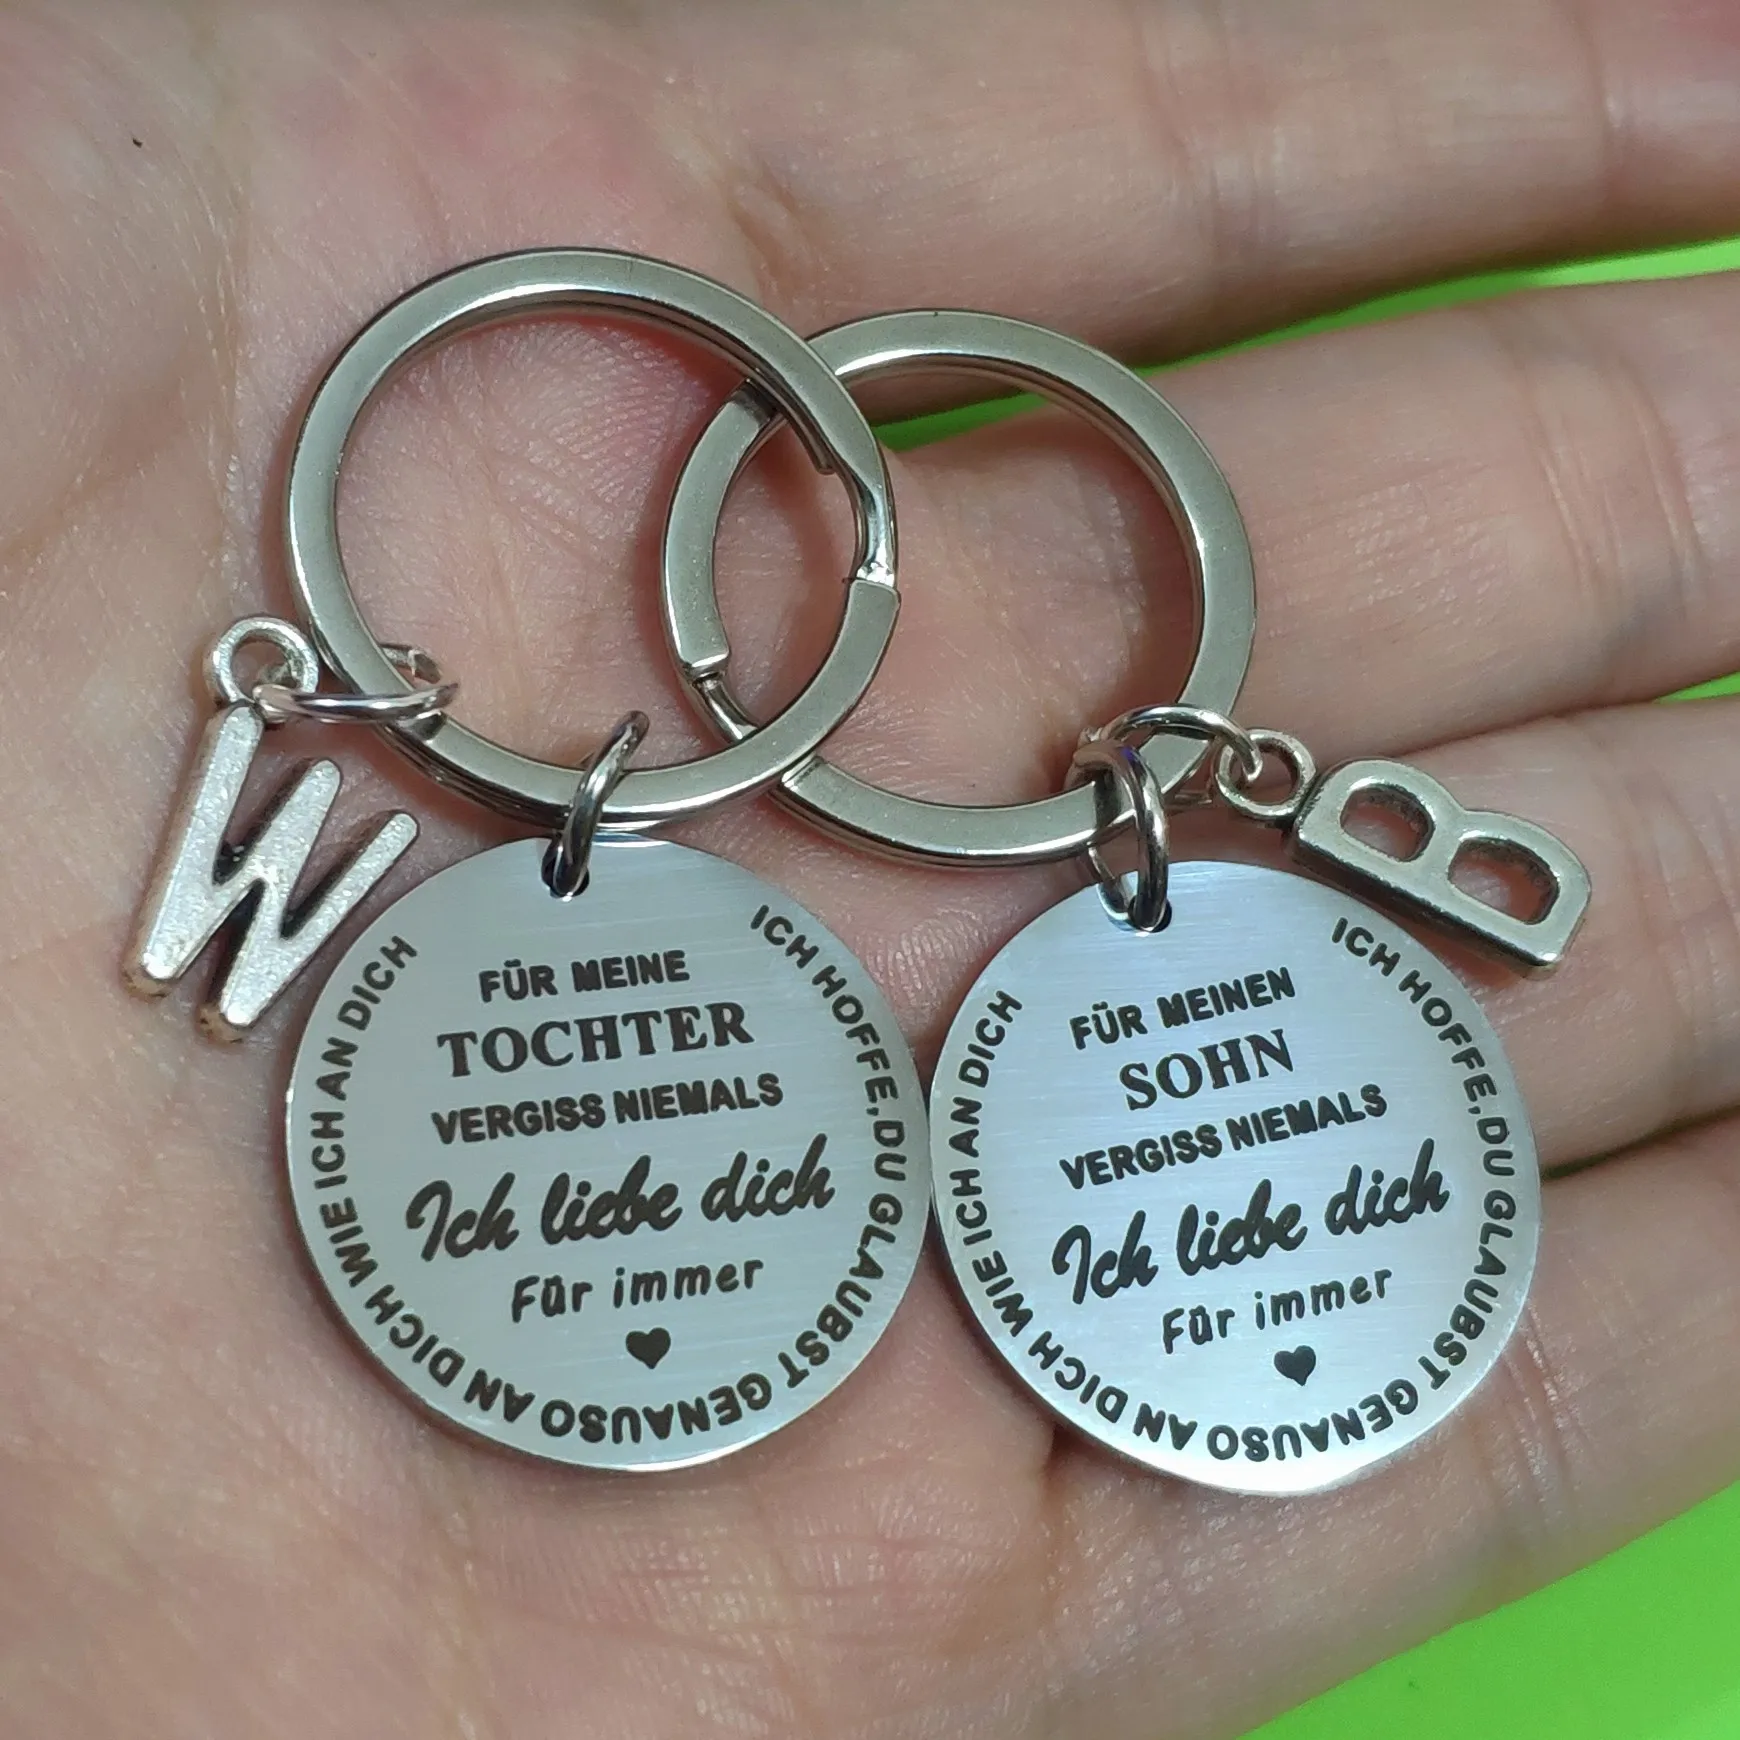 W
FÜR MEINE
TOCHTER
VERGISS NIEMALS
Ich liebe dich
Für immer
ICH HOFFE, DU GLAUBST GENAUSO AN DICH WIE ICH AN DICH
B
FÜR MEINEN
SOHN
VERGISS NIEMALS
Ich liebe dich
Für immer
ICH HOFFE, DU GLAUBST GENAUSO AN DICH WIE ICH AN DICH